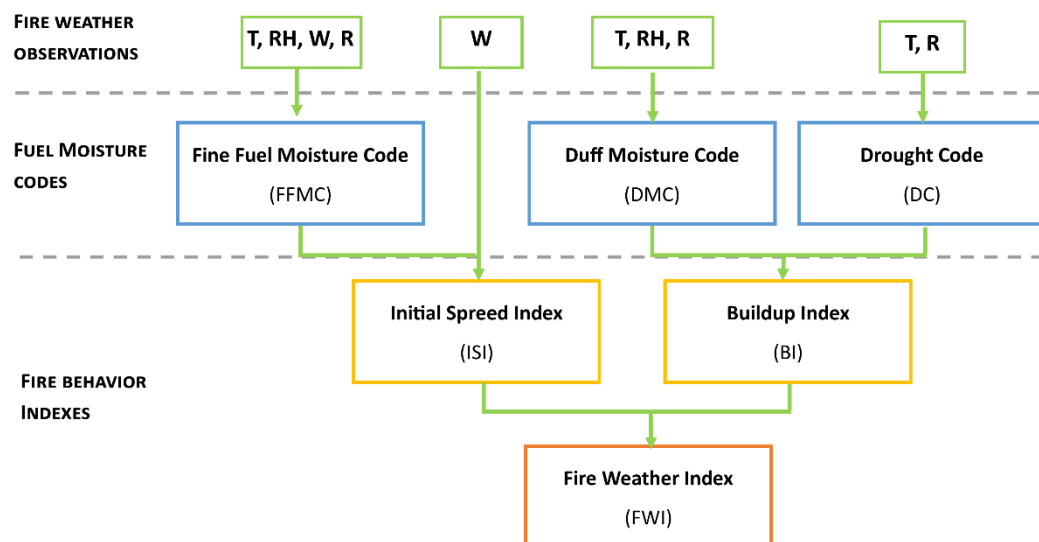 FIRE WEATHER
OBSERVATIONS
T, RH, W, R
W
T, RH, R
T, R
FUEL MOISTURE
CODES
Fine Fuel Moisture Code
(FFMC)
Duff Moisture Code
(DMC)
Drought Code
(DC)
Initial Spreed Index
(ISI)
Buildup Index
(BI)
FIRE BEHAVIOR
INDEXES
Fire Weather Index
(FWI)